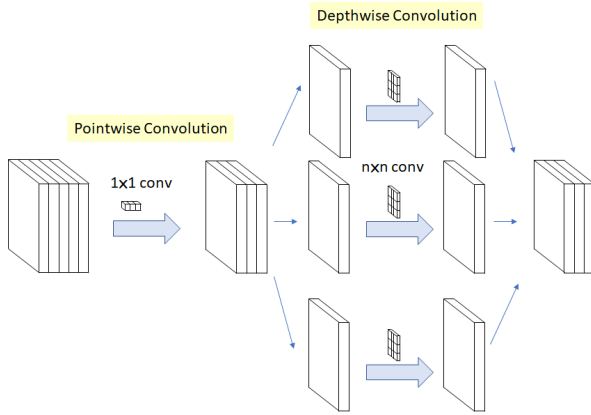 Depthwise Convolution
Pointwise Convolution
1x1 conv
nxn conv